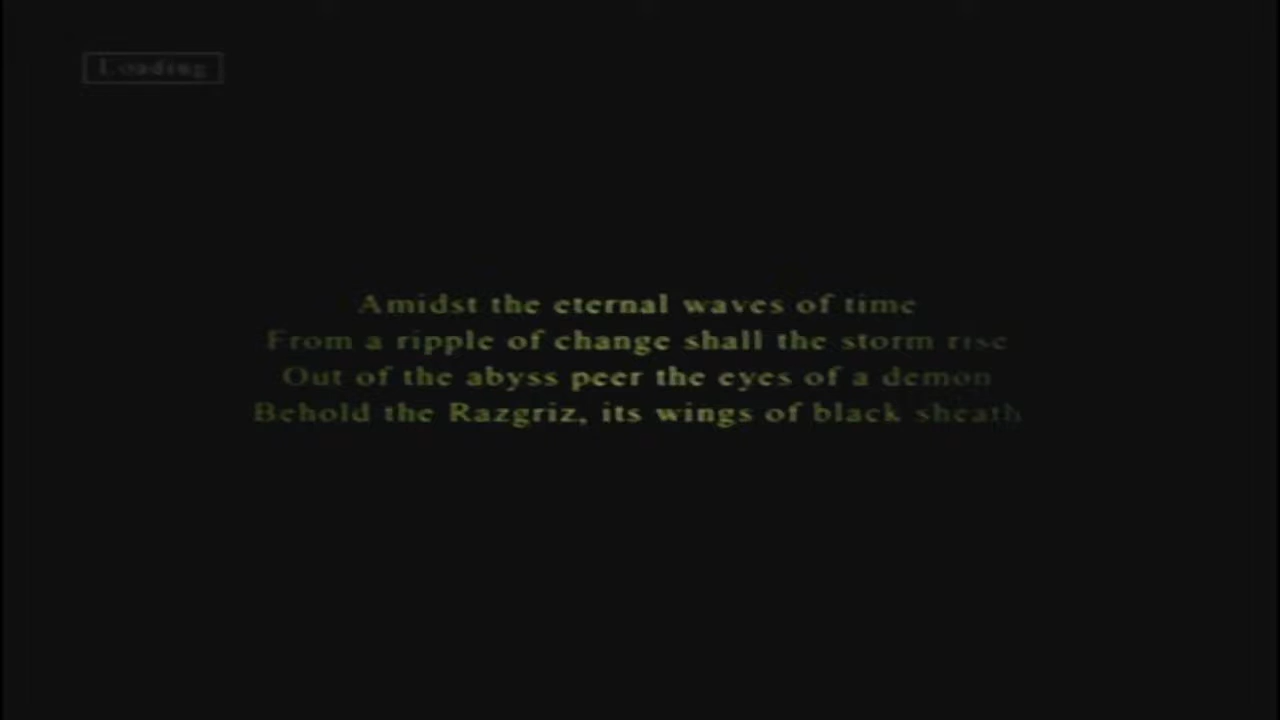 Loading
Amidst the eternal waves of time
From a ripple of change shall the storm rise
Out of the abyss peer the eyes of a demon
Behold the Razgriz, its wings of black sheath